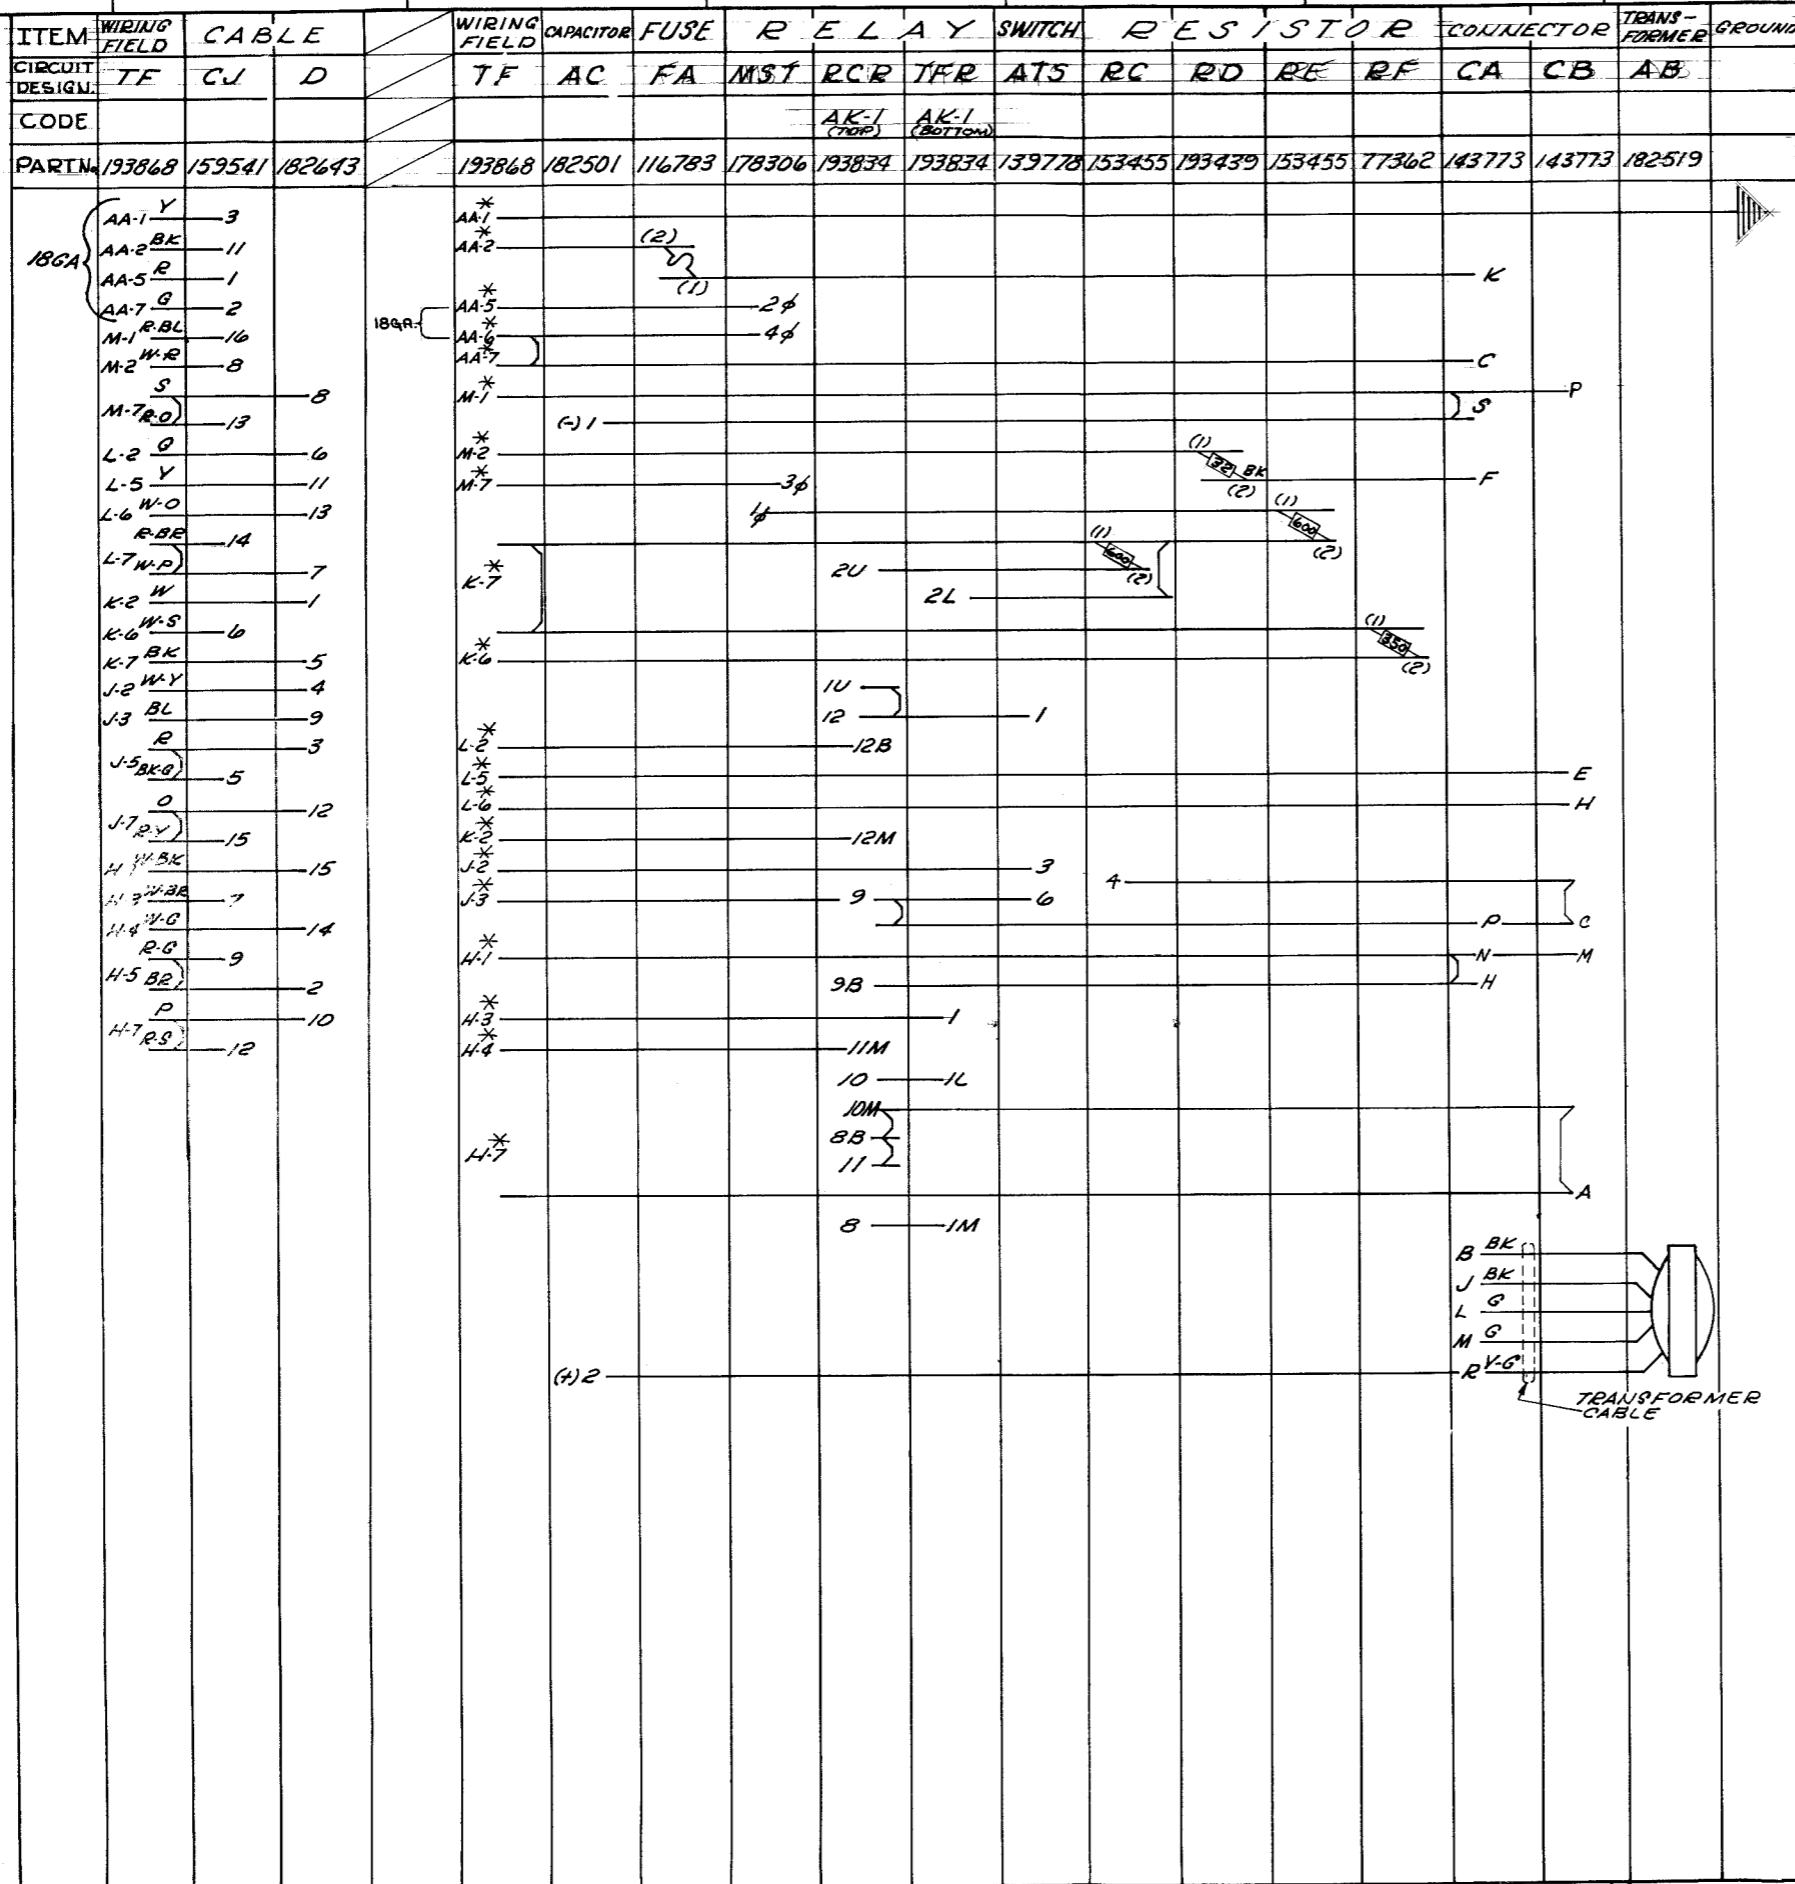 ITEM WIRING FIELD CABLE WIRING FIELD CAPACITOR FUSE RELAY SWITCH RESISTOR CONNECTOR TRANS-FORMER GROUND
CIRCUIT DESIGN. TF CJ D TF AC FA MST RCR TFR ATS RC RD RE RF CA CB AB
CODE AK-1 (TOP) AK-1 (BOTTOM)
PART No. 193868 159541 182643 193868 182501 116783 178306 193834 193834 139778 153455 193439 153455 77362 143773 143773 182519
18GA
AA-1 Y 3
AA-2 BK 11
AA-5 R 1
AA-7 G 2
M-1 R-BL 16
M-2 W-R 8
M-7 S 8
R-O 13
L-2 G 6
L-5 Y 11
L-6 W-O 13
L-7 R-BR 14
W-P 7
K-2 W 1
K-6 W-S 6
K-7 BK 5
J-2 W-Y 4
J-3 BL 9
J-5 R 3
BK-G 5
J-7 O 12
R-Y 15
H-1 W-BK 15
H-3 W-BR 7
H-4 W-G 14
H-5 R-G 9
BR 2
H-7 P 10
R-S 12
* AA-1
* AA-2 (2)
(1) K
18GA.
* AA-5 2φ
* AA-6 4φ
* AA-7 C
* M-1 P
(-) 1 S
* M-2 (1) 32 BK (2) F
* M-7 3φ
1φ (1) 600 (2)
* K-7
2U (1) 600 (2)
2L
(1) 350 (2)
* K-6
1U
12 1
* L-2 12B
* L-5 E
* L-6 H
* K-2 12M
* J-2 3
4
* J-3 9 6
P C
* H-1 N M
9B H
* H-3 1
* H-4 11M
10 1L
10M
8B
11
* H-7
A
8 1M
B BK
J BK
L G
M G
(+) 2 R Y-G
TRANSFORMER
CABLE